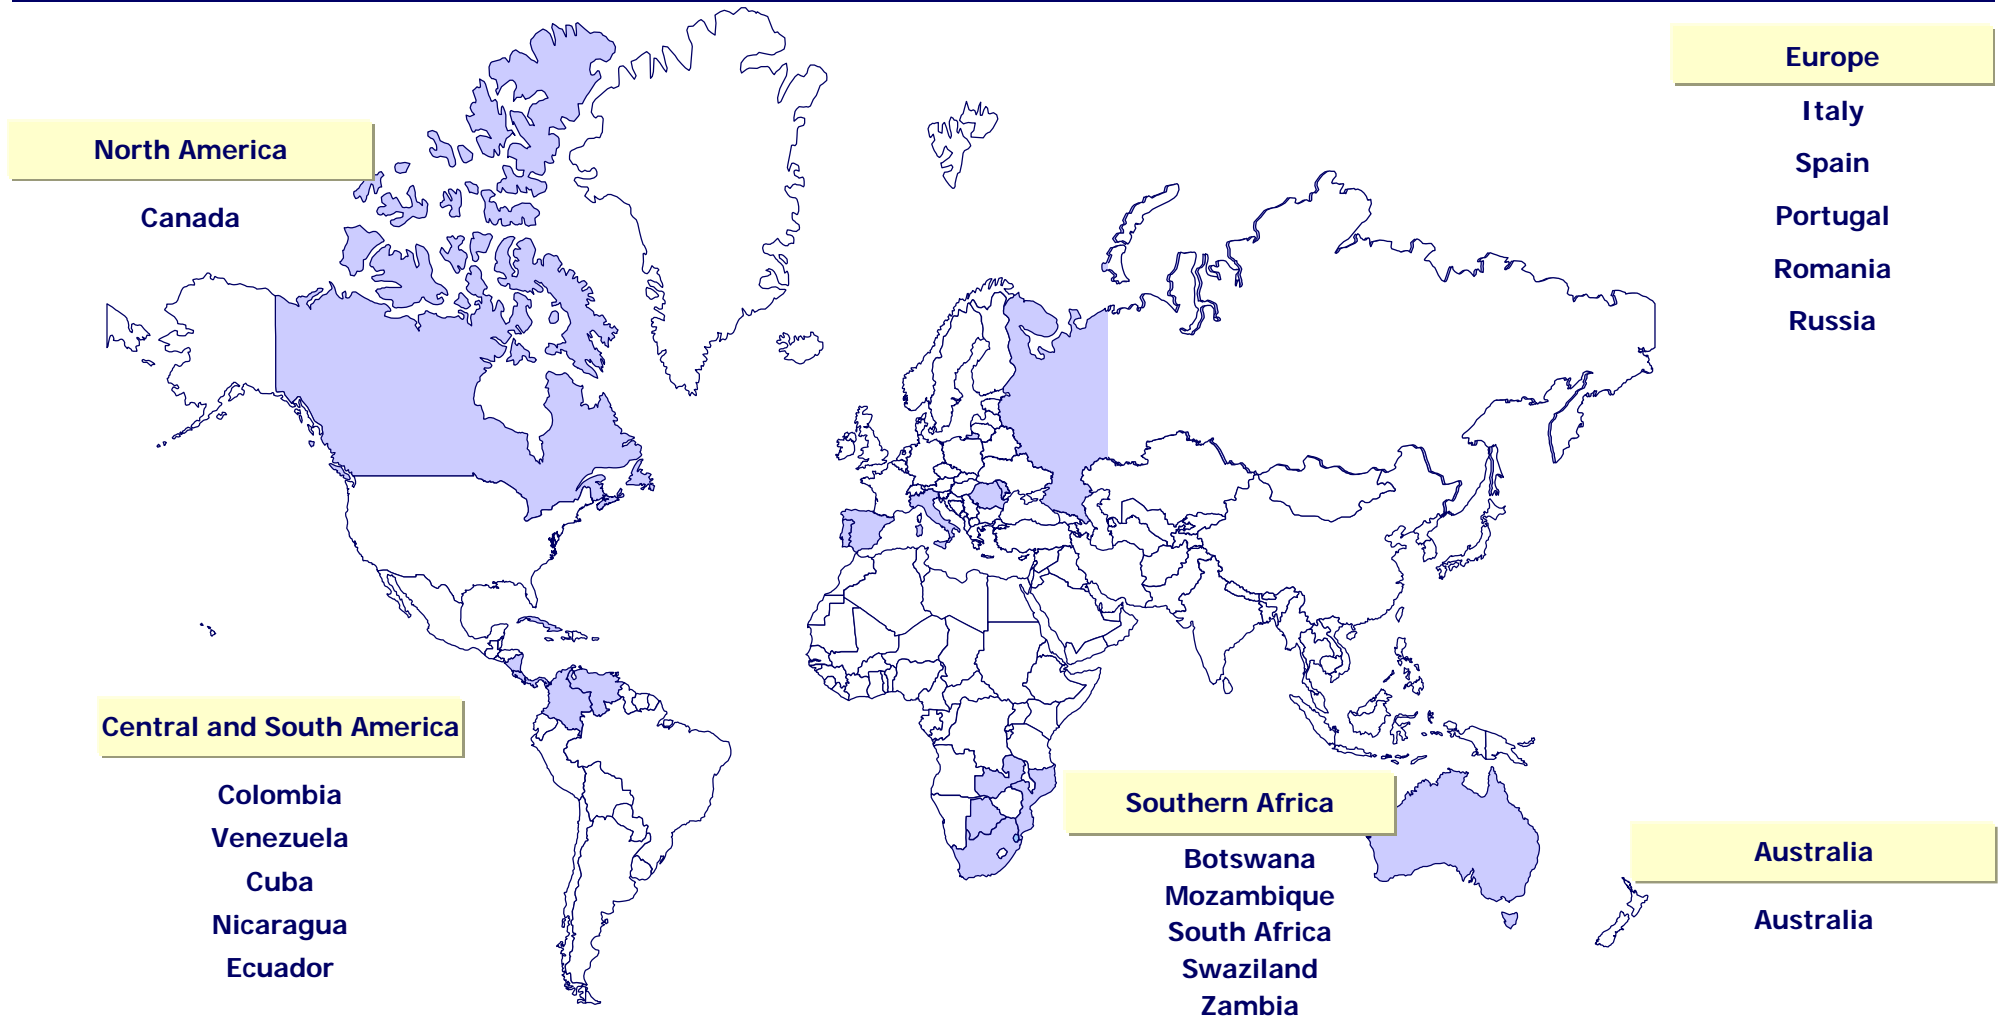 North America
Canada
Central and South America
Colombia
Venezuela
Cuba
Nicaragua
Ecuador
Europe
Italy
Spain
Portugal
Romania
Russia
Southern Africa
Botswana
Mozambique
South Africa
Swaziland
Zambia
Australia
Australia